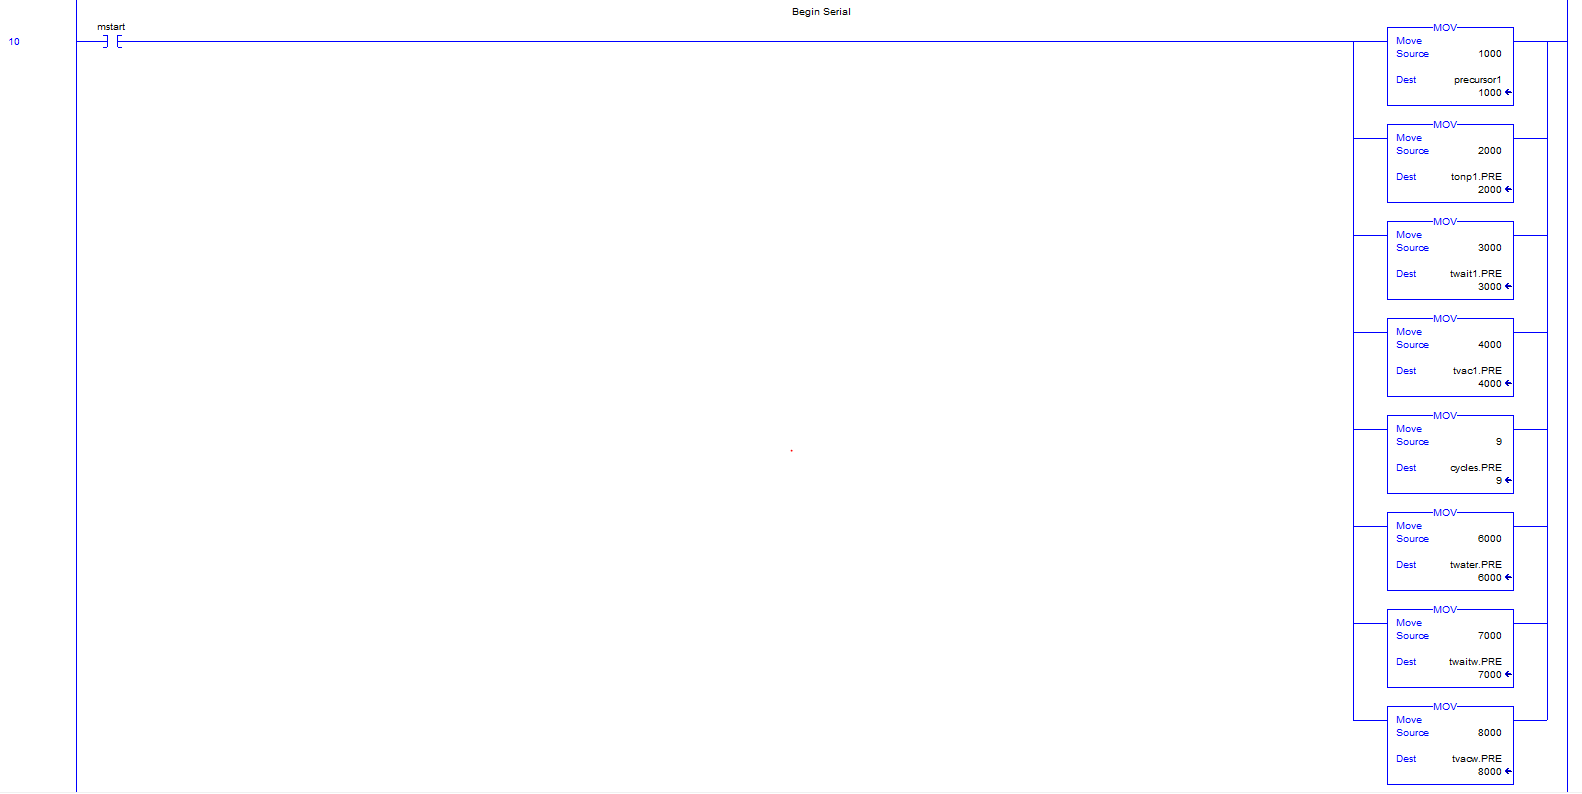 Begin Serial
mstart
10
MOV
Move
Source 1000
Dest precursor1
1000
MOV
Move
Source 2000
Dest tonp1.PRE
2000
MOV
Move
Source 3000
Dest twait1.PRE
3000
MOV
Move
Source 4000
Dest tvac1.PRE
4000
MOV
Move
Source 9
Dest cycles.PRE
9
MOV
Move
Source 6000
Dest twater.PRE
6000
MOV
Move
Source 7000
Dest twaitw.PRE
7000
MOV
Move
Source 8000
Dest tvacw.PRE
8000